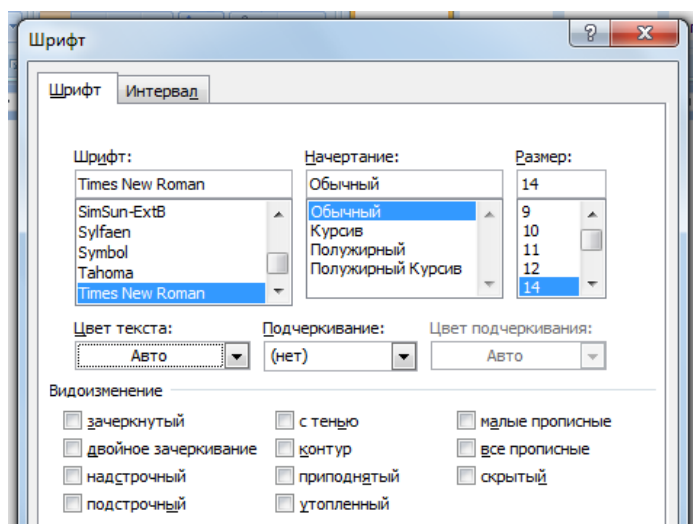 Шрифт
Шрифт Интервал
Шрифт: Начертание: Размер:
Times New Roman Обычный 14
SimSun-ExtB Обычный 9
Sylfaen Курсив 10
Symbol Полужирный 11
Tahoma Полужирный Курсив 12
Times New Roman 14
Цвет текста: Подчеркивание: Цвет подчеркивания:
Авто (нет) Авто
Видоизменение
зачеркнутый с тенью малые прописные
двойное зачеркивание контур все прописные
надстрочный приподнятый скрытый
подстрочный утопленный